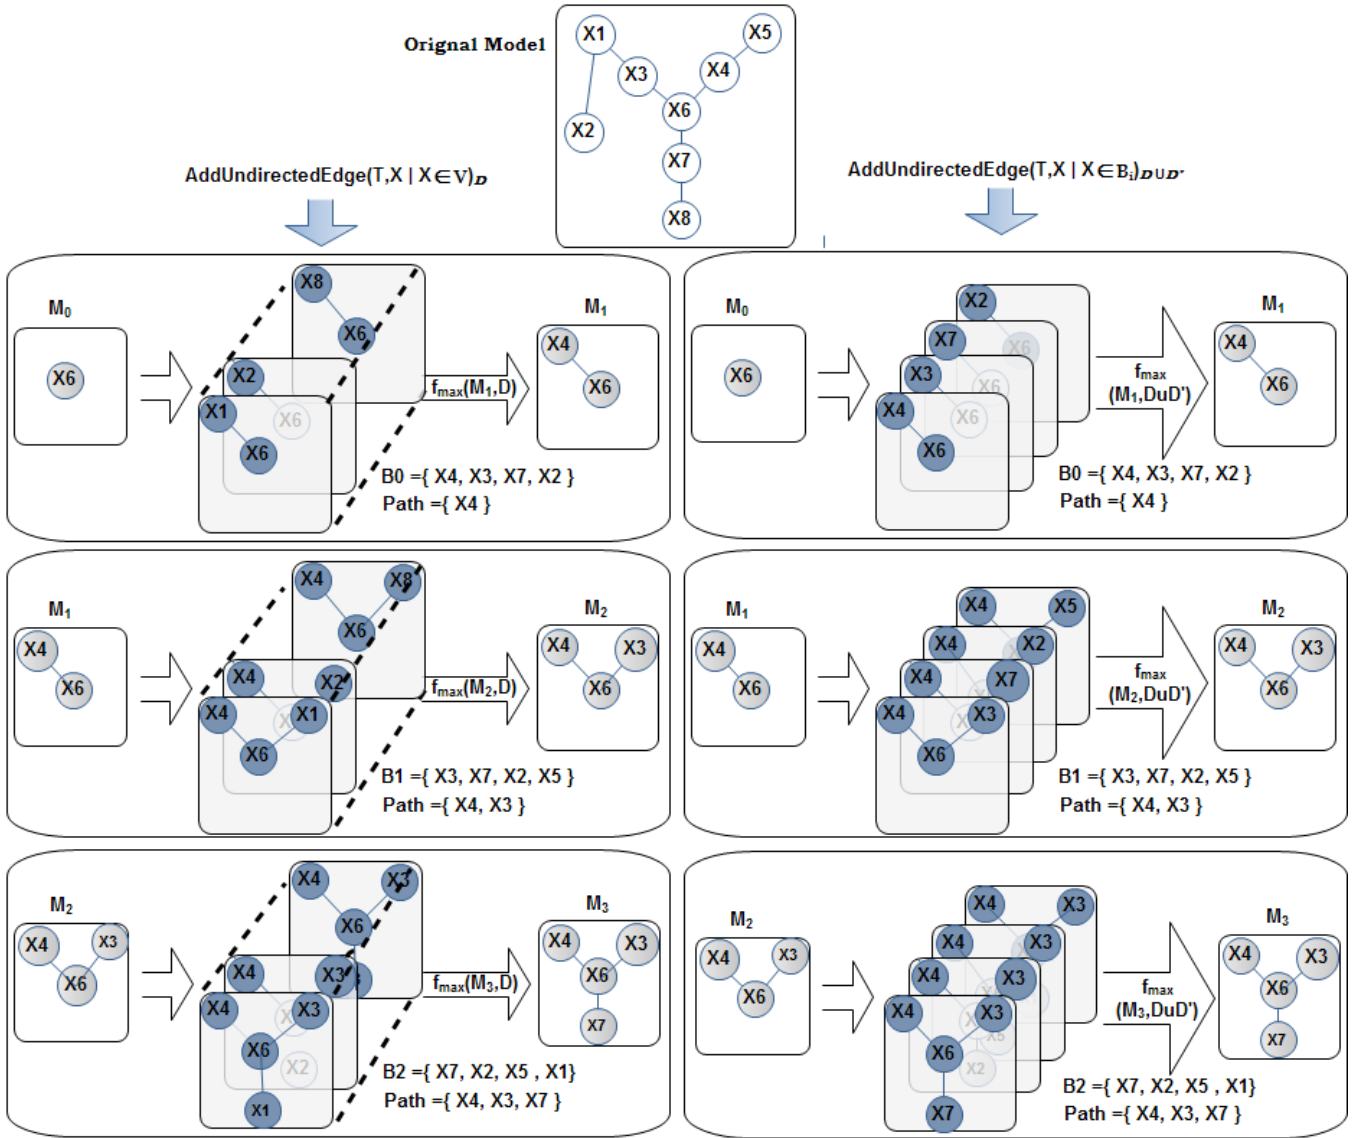 Orignal Model
X1
X5
X3
X4
X6
X2
X7
X8
AddUndirectedEdge(T,X | X∈V)D
AddUndirectedEdge(T,X | X∈Bi)D∪D'
M0
X6
X8
X6
X2
X6
X1
X6
fmax(M1,D)
M1
X4
X6
B0 ={ X4, X3, X7, X2 }
Path ={ X4 }
M0
X6
X2
X6
X7
X6
X3
X6
X4
X6
fmax
(M1,DuD')
M1
X4
X6
B0 ={ X4, X3, X7, X2 }
Path ={ X4 }
M1
X4
X6
X4
X8
X6
X4
X2
X4
X1
X6
fmax(M2,D)
M2
X4
X3
X6
B1 ={ X3, X7, X2, X5 }
Path ={ X4, X3 }
M1
X4
X6
X4
X5
X4
X2
X4
X7
X4
X3
X6
fmax
(M2,DuD')
M2
X4
X3
X6
B1 ={ X3, X7, X2, X5 }
Path ={ X4, X3 }
M2
X4
X3
X6
X4
X3
X6
X4
X3
X2
X4
X3
X6
X1
fmax(M3,D)
M3
X4
X3
X6
X7
B2 ={ X7, X2, X5 , X1}
Path ={ X4, X3, X7 }
M2
X4
X3
X6
X4
X3
X4
X3
X5
X4
X3
X2
X4
X3
X6
X7
fmax
(M3,DuD')
M3
X4
X3
X6
X7
B2 ={ X7, X2, X5 , X1}
Path ={ X4, X3, X7 }